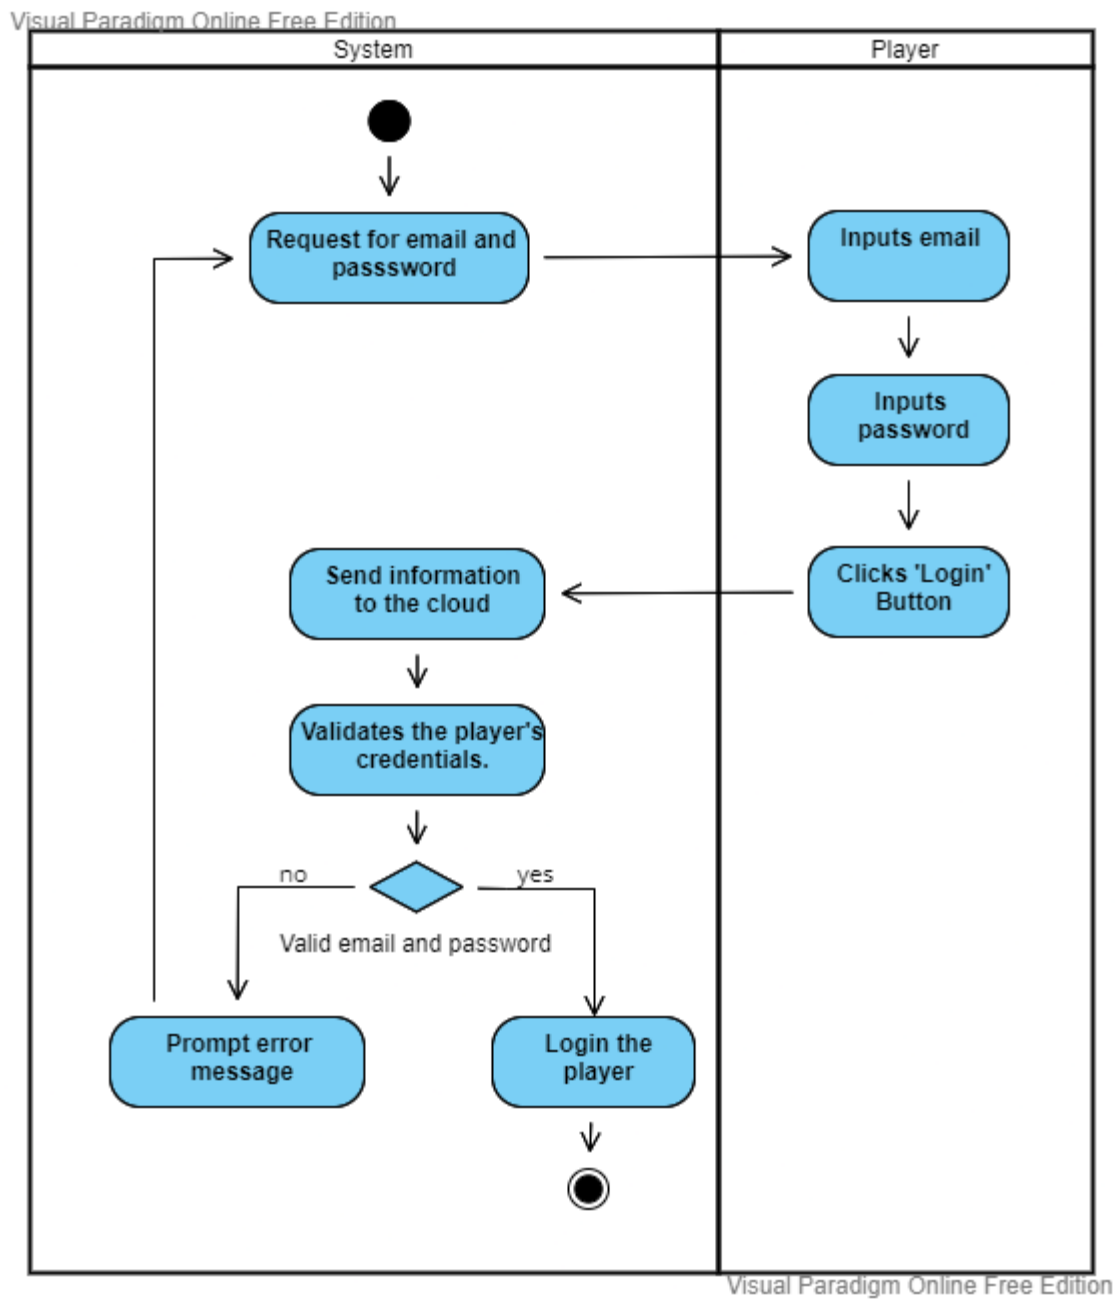 Visual Paradigm Online Free Edition
System
Player
Request for email and
passsword
Inputs email
Inputs
password
Clicks 'Login'
Button
Send information
to the cloud
Validates the player's
credentials.
no
yes
Valid email and password
Prompt error
message
Login the
player
Visual Paradigm Online Free Edition